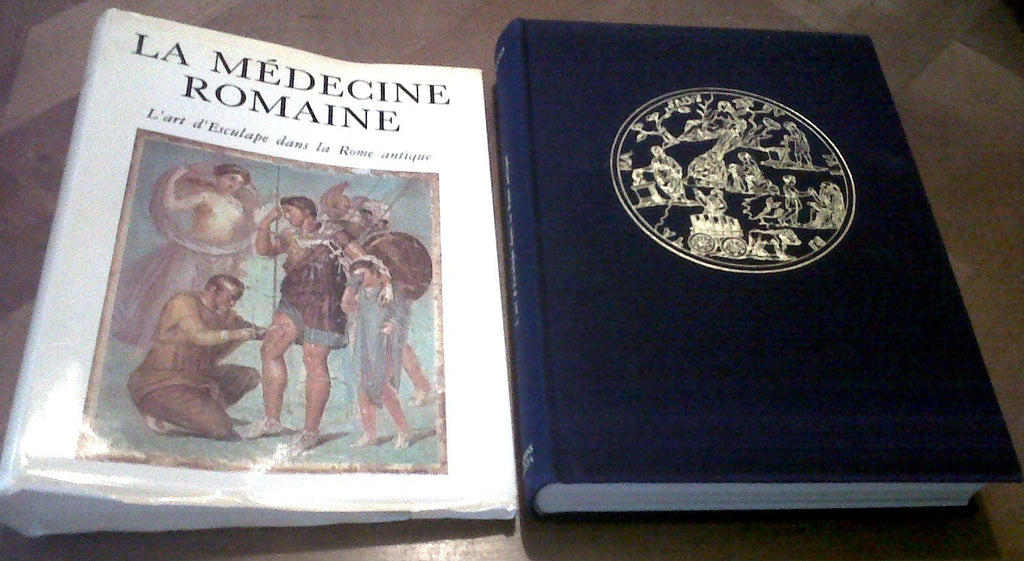 LA MÉDECINE
ROMAINE
L'art d'Esculape dans la Rome antique